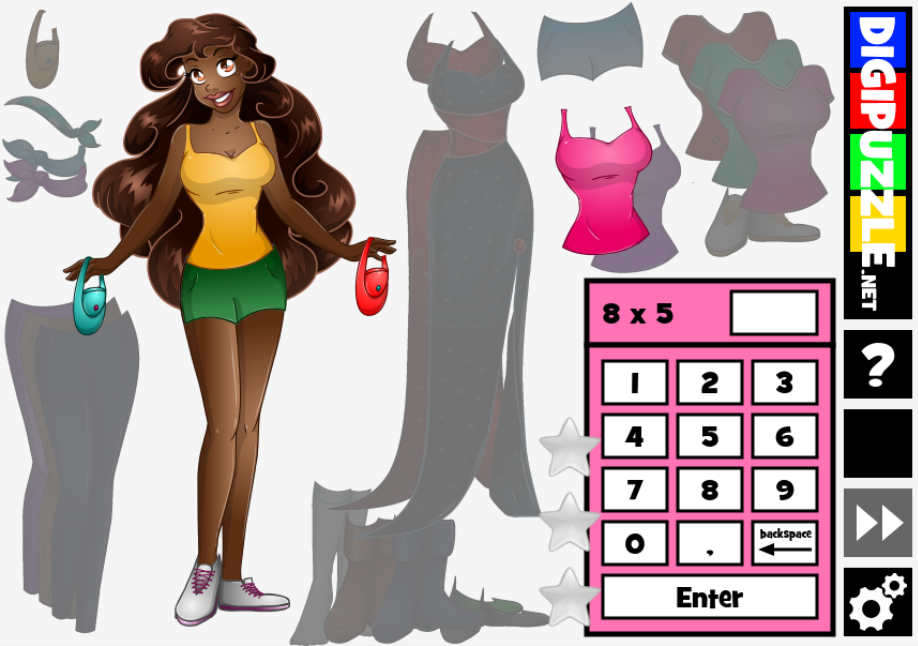 DIGIPUZZLE.NET
8 x 5
1 2 3
4 5 6
7 8 9
0 . backspace
Enter
?